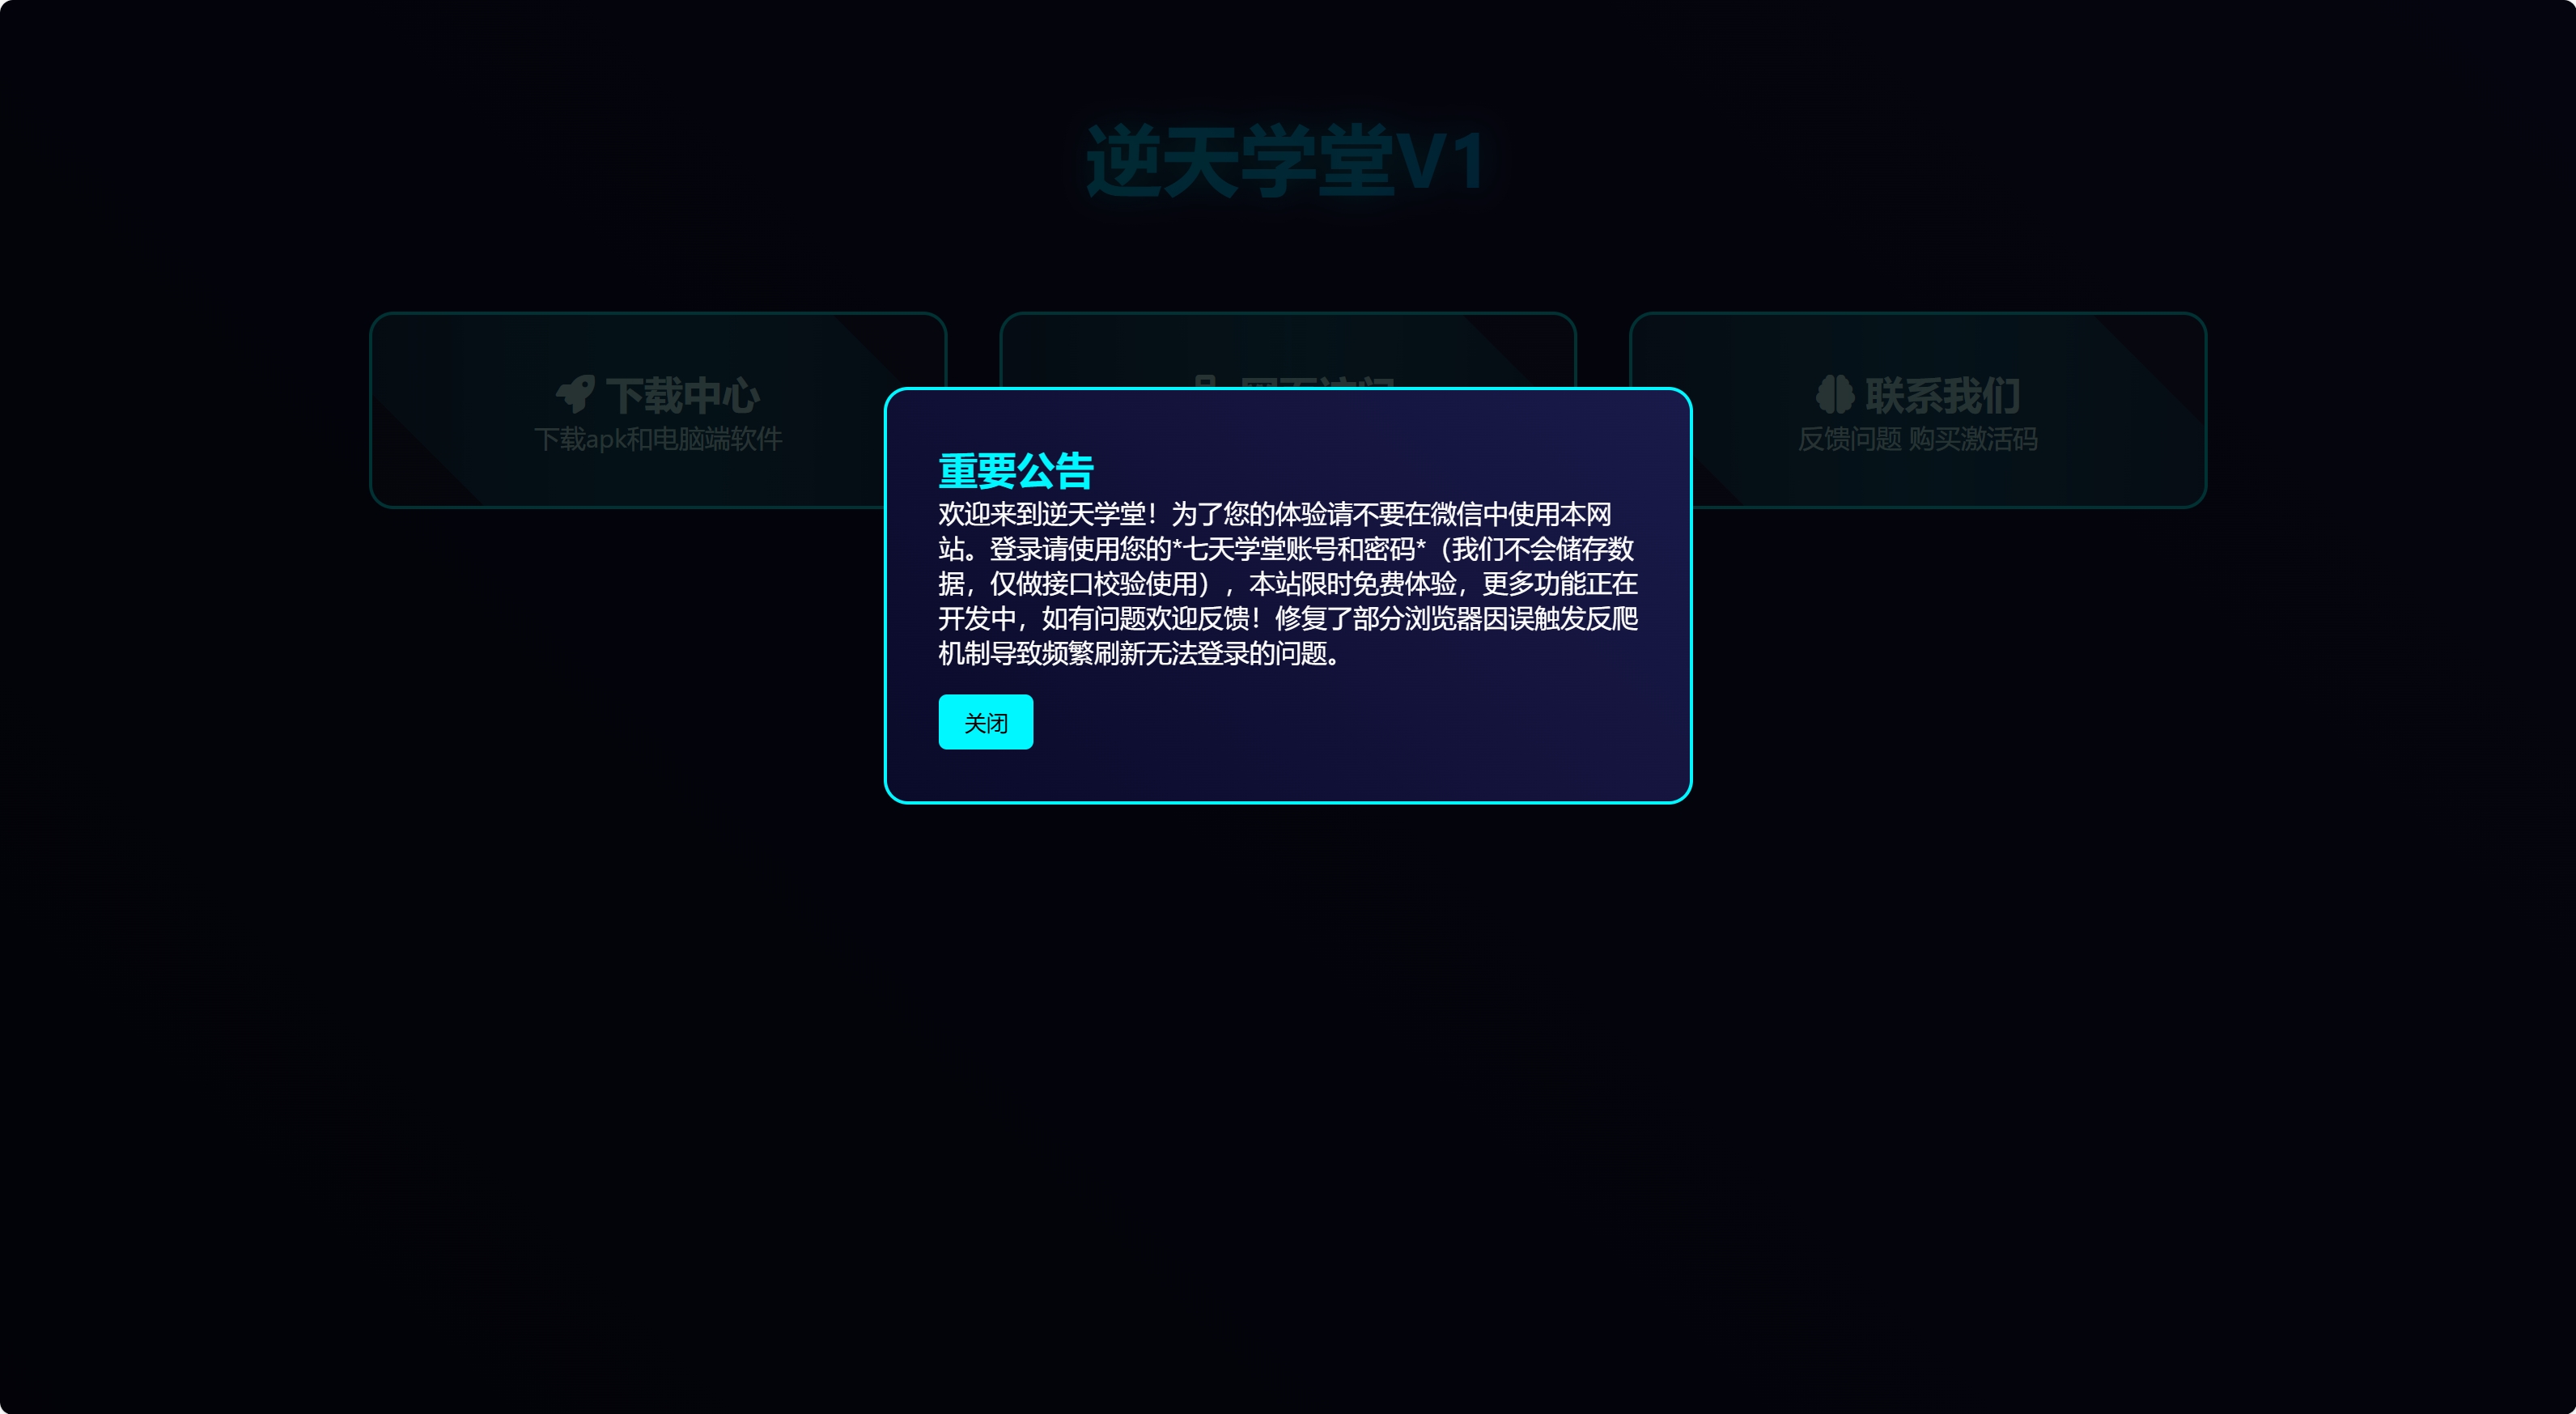 逆天学堂V1
下载中心
下载apk和电脑端软件
联系我们
反馈问题 购买激活码
重要公告
欢迎来到逆天学堂！为了您的体验请不要在微信中使用本网
站。登录请使用您的*七天学堂账号和密码*（我们不会储存数
据，仅做接口校验使用），本站限时免费体验，更多功能正在
开发中，如有问题欢迎反馈！修复了部分浏览器因误触发反爬
机制导致频繁刷新无法登录的问题。
关闭